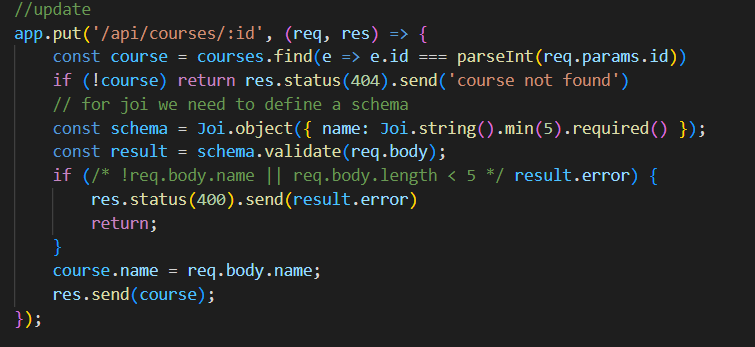 //update
app.put('/api/courses/:id', (req, res) => {
    const course = courses.find(e => e.id === parseInt(req.params.id))
    if (!course) return res.status(404).send('course not found')
    // for joi we need to define a schema
    const schema = Joi.object({ name: Joi.string().min(5).required() });
    const result = schema.validate(req.body);
    if (/* !req.body.name || req.body.length < 5 */ result.error) {
        res.status(400).send(result.error)
        return;
    }
    course.name = req.body.name;
    res.send(course);
});